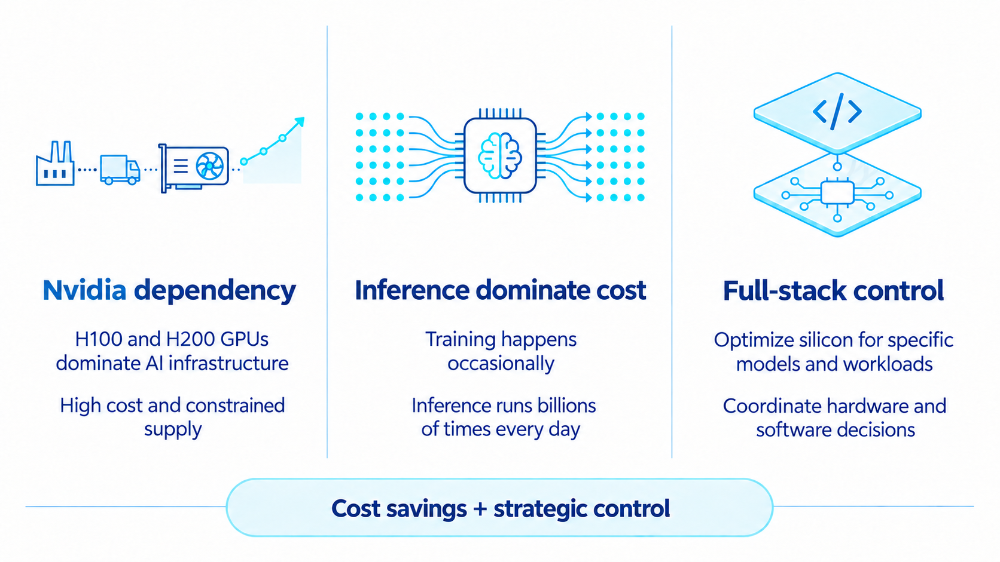 Nvidia dependency
H100 and H200 GPUs
dominate AI infrastructure
High cost and constrained
supply
Inference dominate cost
Training happens
occasionally
Inference runs billions
of times every day
</>
Full-stack control
Optimize silicon for specific
models and workloads
Coordinate hardware and
software decisions
Cost savings + strategic control